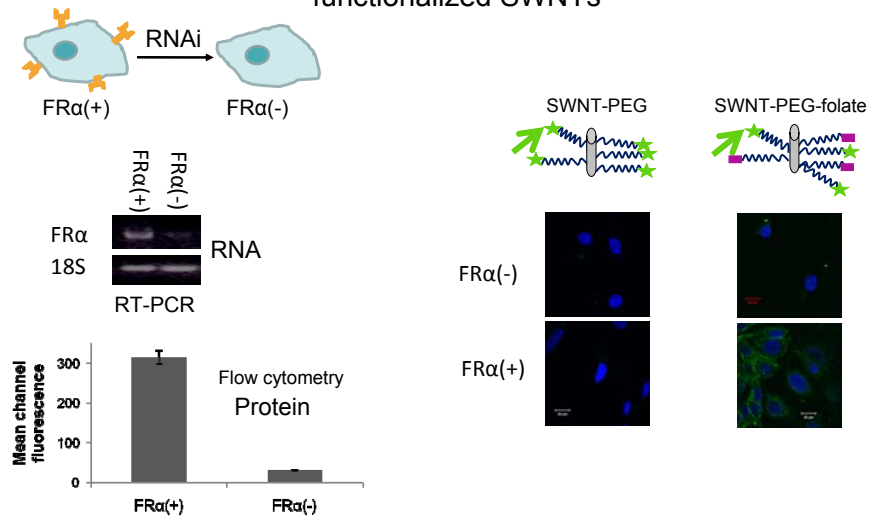 functionalized SWNTs
RNAi
FRα(+)
FRα(-)
FRα(+)
FRα(-)
FRα
18S
RNA
RT-PCR
Mean channel
fluorescence
300
200
100
0
Flow cytometry
Protein
FRα(+)
FRα(-)
SWNT-PEG
SWNT-PEG-folate
FRα(-)
FRα(+)